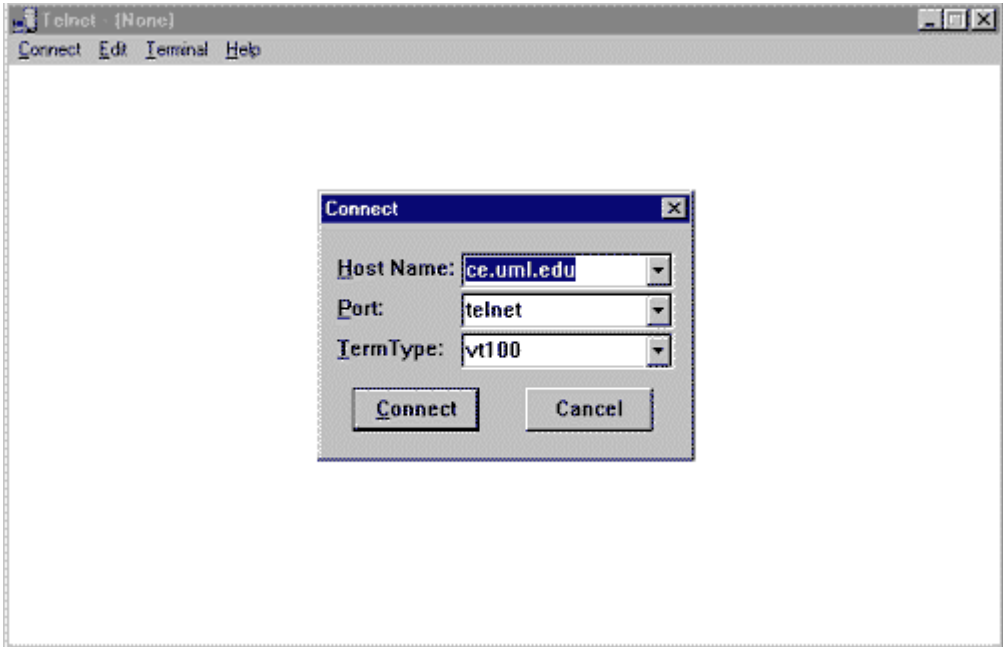 Telnet - (None)
Connect Edit Terminal Help
Connect
Host Name: ce.uml.edu
Port: telnet
TermType: vt100
Connect Cancel